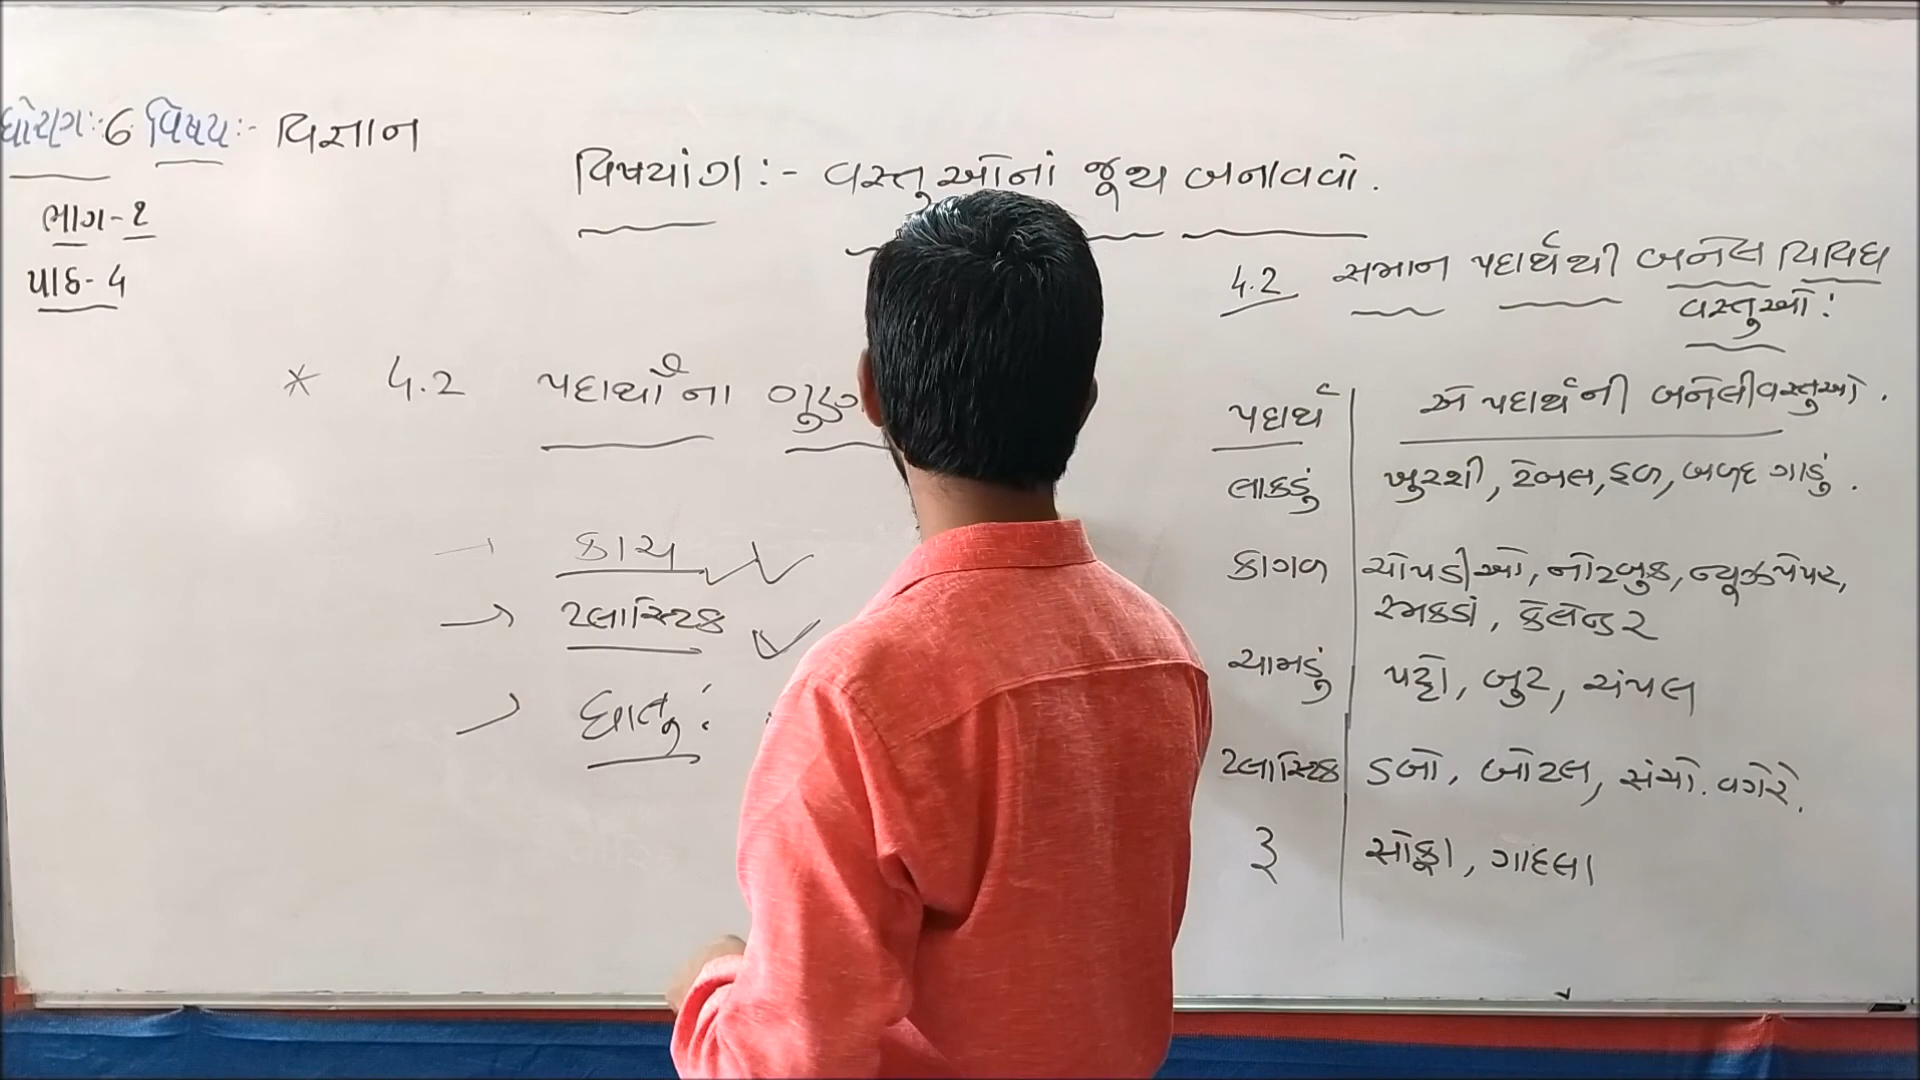 ધોરણ:- 6 વિષય:- વિજ્ઞાન
ભાગ-૨
પાઠ-4
વિષયાંગ:- વસ્તુઓનાં જૂથ બનાવવો.
* 4.2 પદાર્થોના
→ કાચ
→ પ્લાસ્ટિક
→ ધાતુ:
4.2 સમાન પદાર્થથી બનેલ વિવિધ
વસ્તુઓ:
પદાર્થ | એ પદાર્થની બનેલી વસ્તુઓ.
લાકડું | ખુરશી, ટેબલ, હળ, બળદ ગાડું.
કાગળ | ચોપડીઓ, નોટબુક, ન્યૂઝપેપર,
રમકડાં, કેલેન્ડર
ચામડું | પટ્ટો, બુટ, ચંપલ
પ્લાસ્ટિક | ડબો, બોટલ, સંચો. વગેરે.
રૂ | સોફા, ગાદલા